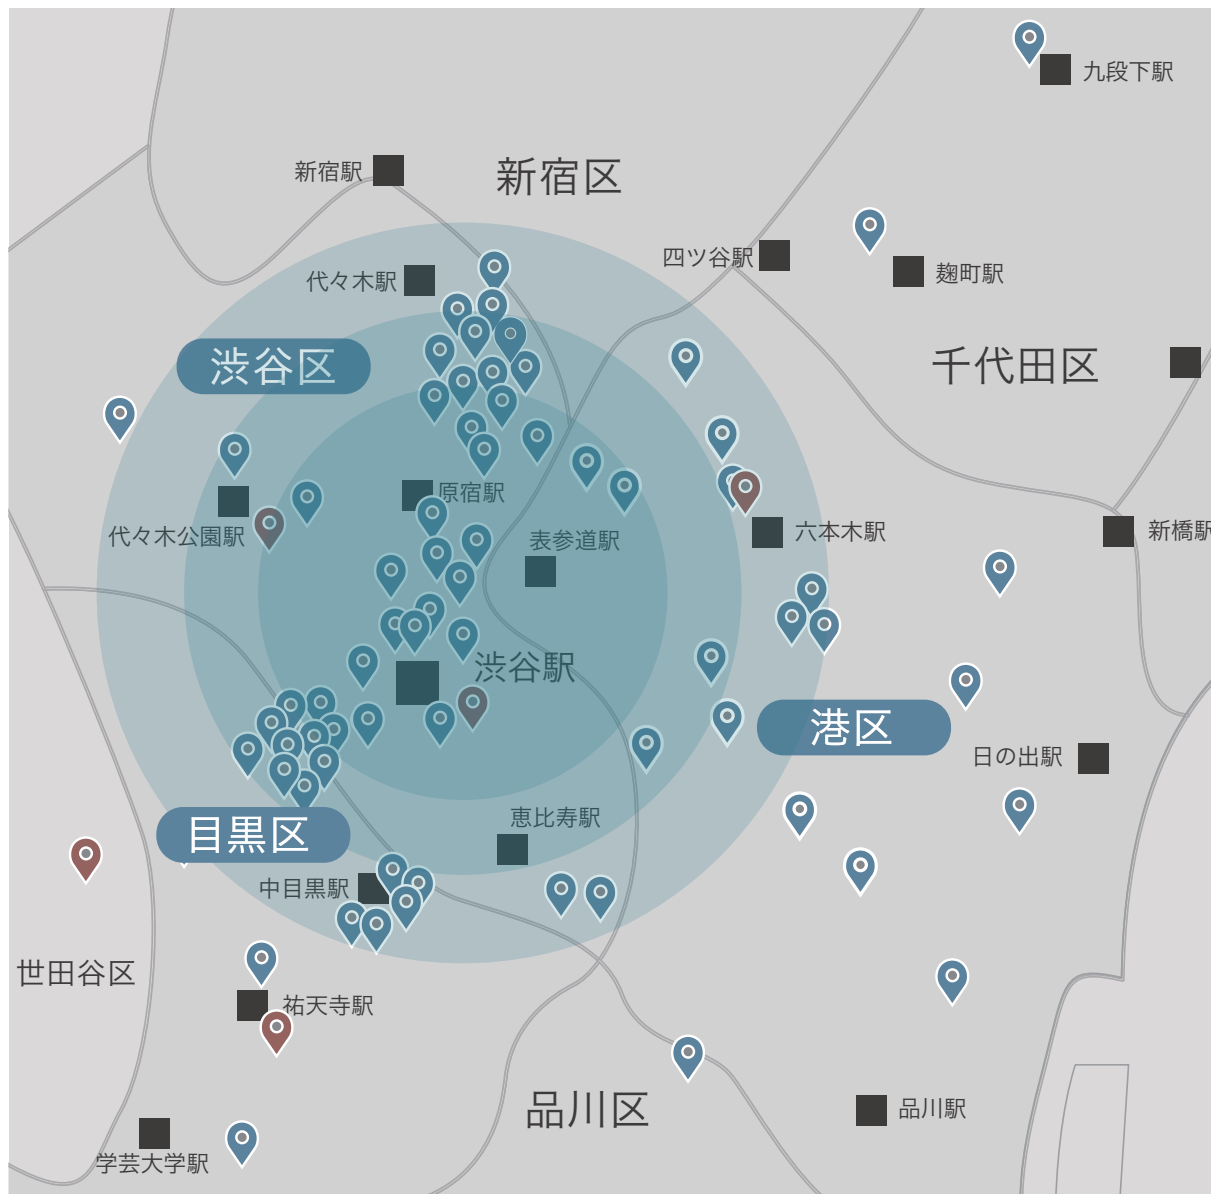 九段下駅
新宿駅
新宿区
四ツ谷駅
麹町駅
代々木駅
渋谷区
千代田区
原宿駅
代々木公園駅
表参道駅
六本木駅
新橋駅
渋谷駅
港区
日の出駅
恵比寿駅
目黒区
中目黒駅
世田谷区
祐天寺駅
品川区
品川駅
学芸大学駅